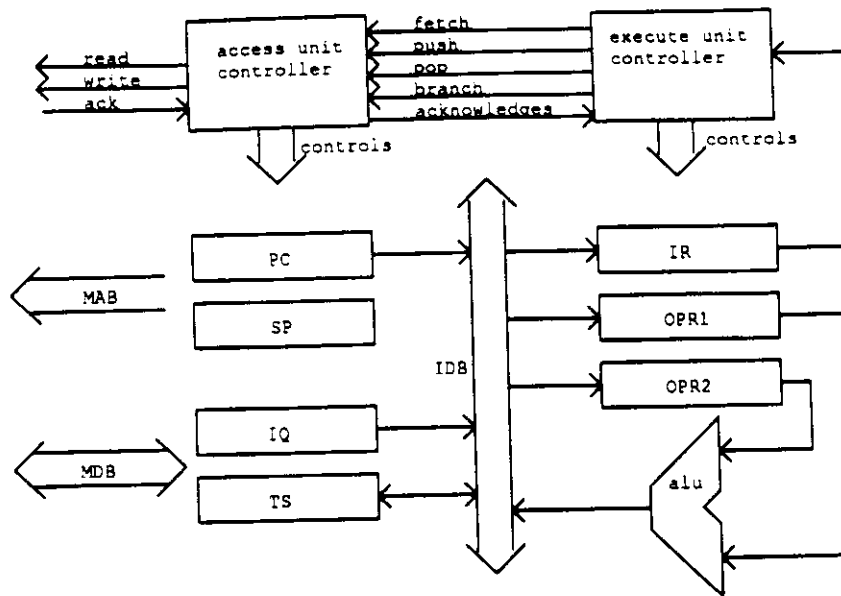 fetch
push
pop
branch
acknowledges
read
write
ack
access unit
controller
execute unit
controller
controls
controls
PC
IR
MAB
SP
OPR1
IDB
OPR2
IQ
MDB
TS
alu